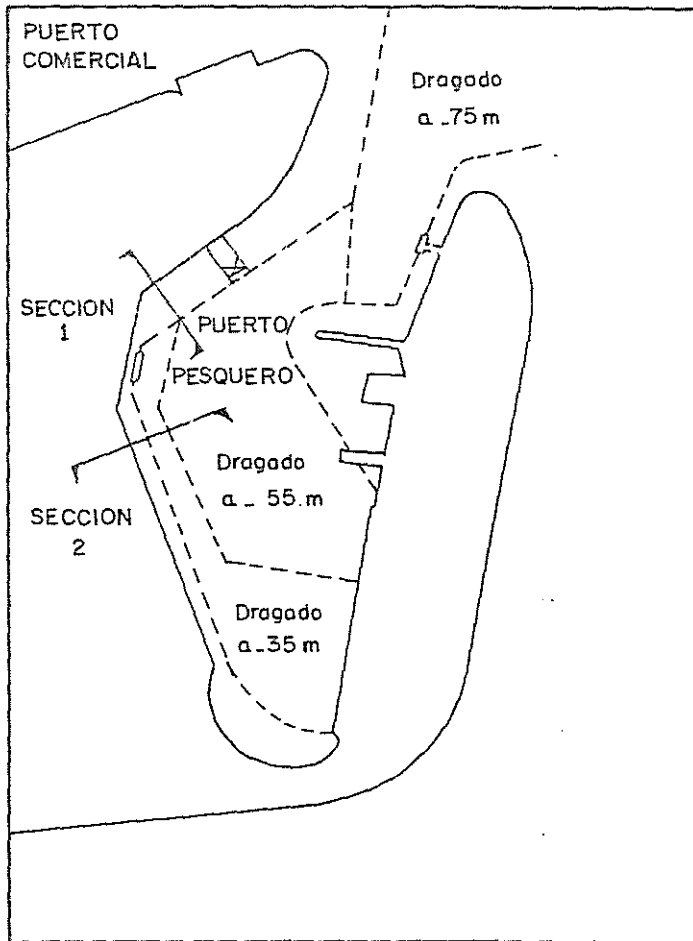 PUERTO
COMERCIAL
Dragado
a -75 m
SECCION
1
PUERTO
PESQUERO
Dragado
a - 55.m
SECCION
2
Dragado
a -35 m